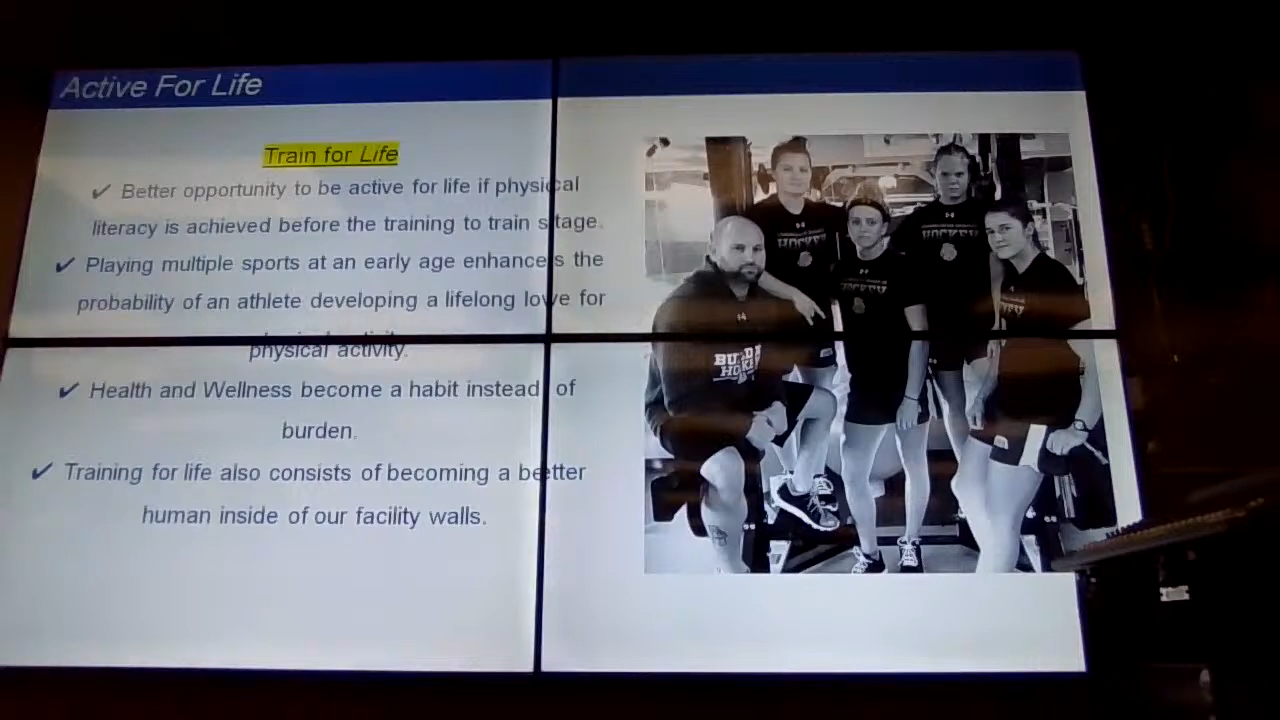 Active For Life
Train for Life
✔ Better opportunity to be active for life if physical
literacy is achieved before the training to train stage.
✔ Playing multiple sports at an early age enhances the
probability of an athlete developing a lifelong love for
physical activity.
✔ Health and Wellness become a habit instead of
burden.
✔ Training for life also consists of becoming a better
human inside of our facility walls.
HOCKEY
HOCKEY
HOCKEY